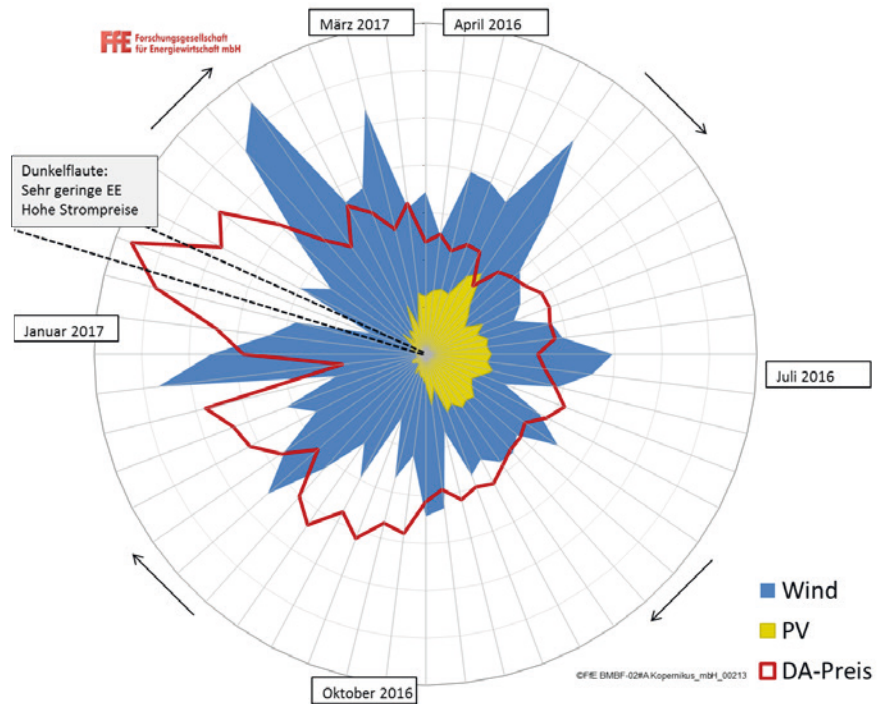 März 2017
April 2016
FfE Forschungsgesellschaft
für Energiewirtschaft mbH
Dunkelflaute:
Sehr geringe EE
Hohe Strompreise
Januar 2017
Juli 2016
Wind
PV
DA-Preis
©FfE BMBF-02#A Kopernikus_mbH_00213
Oktober 2016